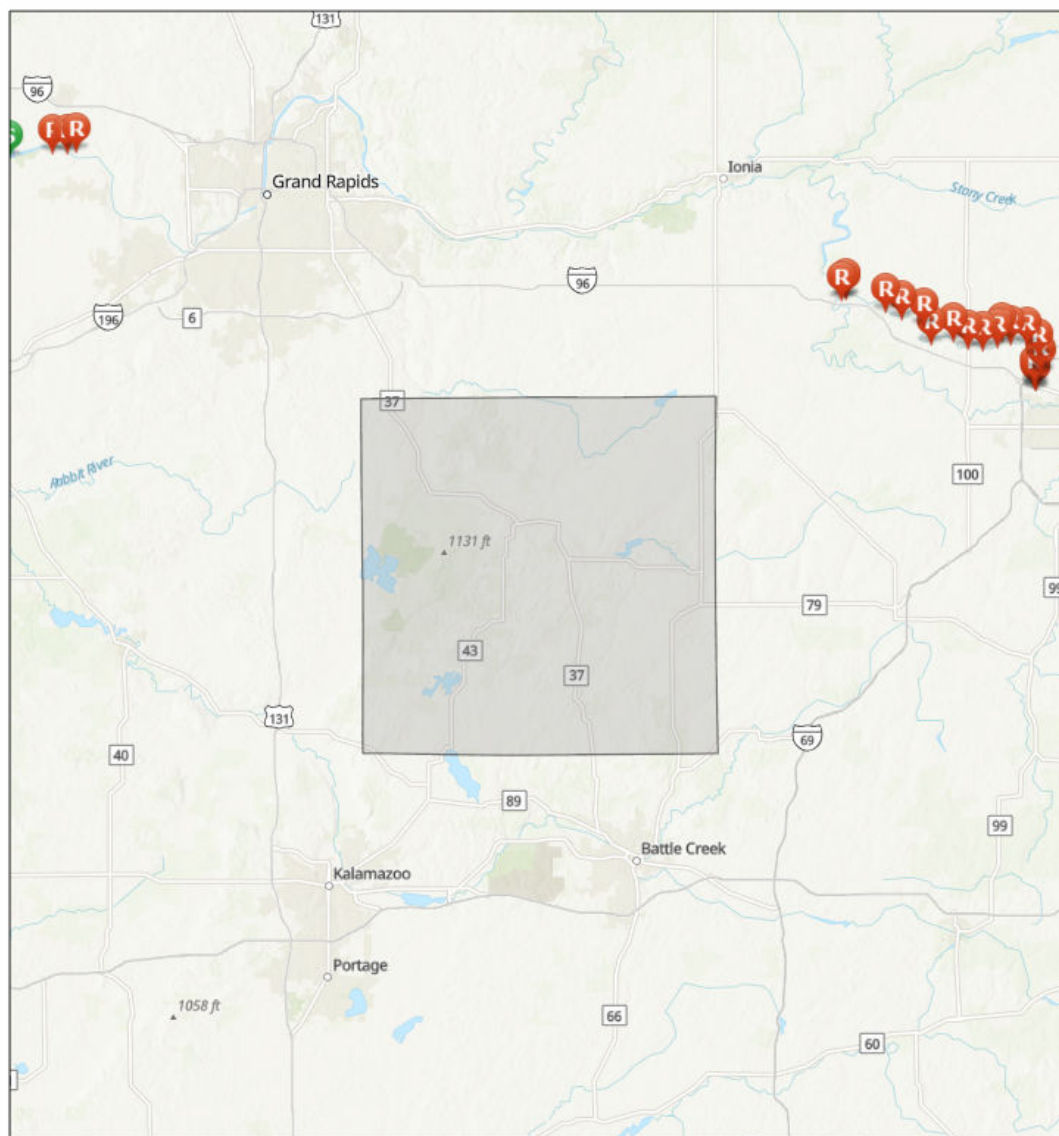 131
96
S
R
R
Grand Rapids
Ionia
Stony Creek
R
96
R
R
R
R
R
R
R
R
R
R
196
6
37
Rabbit River
100
1131 ft
99
79
43
37
131
69
40
89
99
Battle Creek
Kalamazoo
Portage
1058 ft
66
60